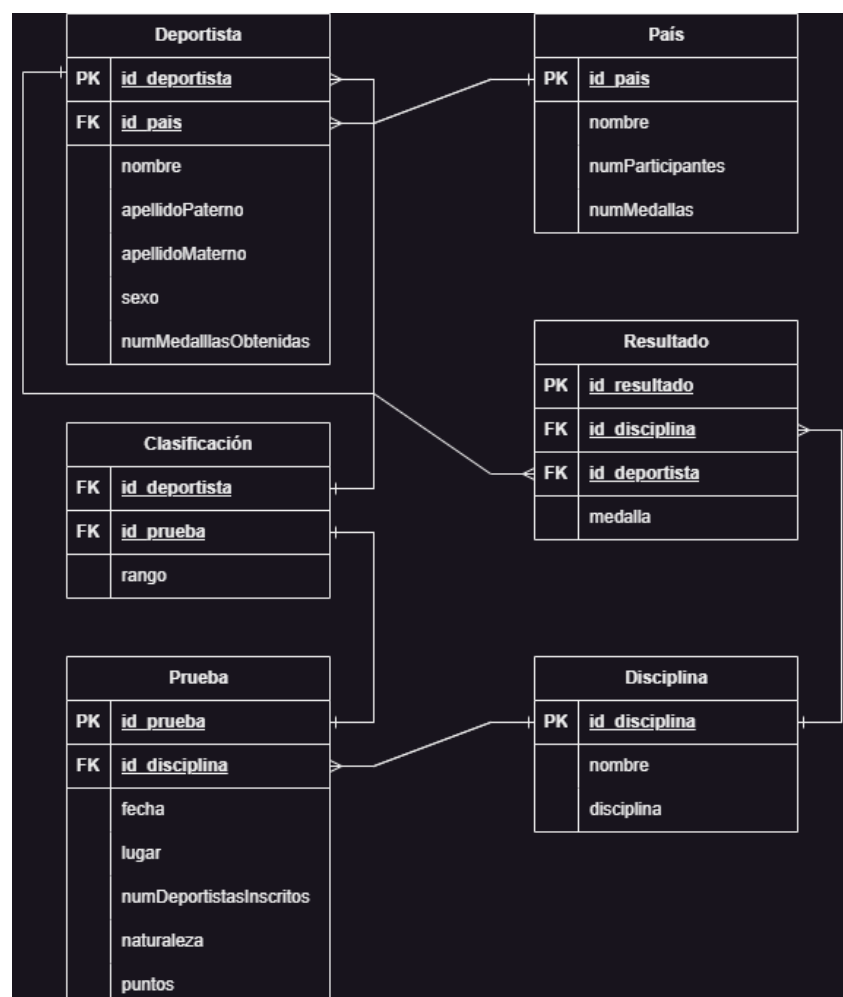 Deportista
PK id_deportista
FK id_pais
nombre
apellidoPaterno
apellidoMaterno
sexo
numMedalllasObtenidas
País
PK id_pais
nombre
numParticipantes
numMedallas
Resultado
PK id_resultado
FK id_disciplina
FK id_deportista
medalla
Clasificación
FK id_deportista
FK id_prueba
rango
Prueba
PK id_prueba
FK id_disciplina
fecha
lugar
numDeportistasInscritos
naturaleza
puntos
Disciplina
PK id_disciplina
nombre
disciplina